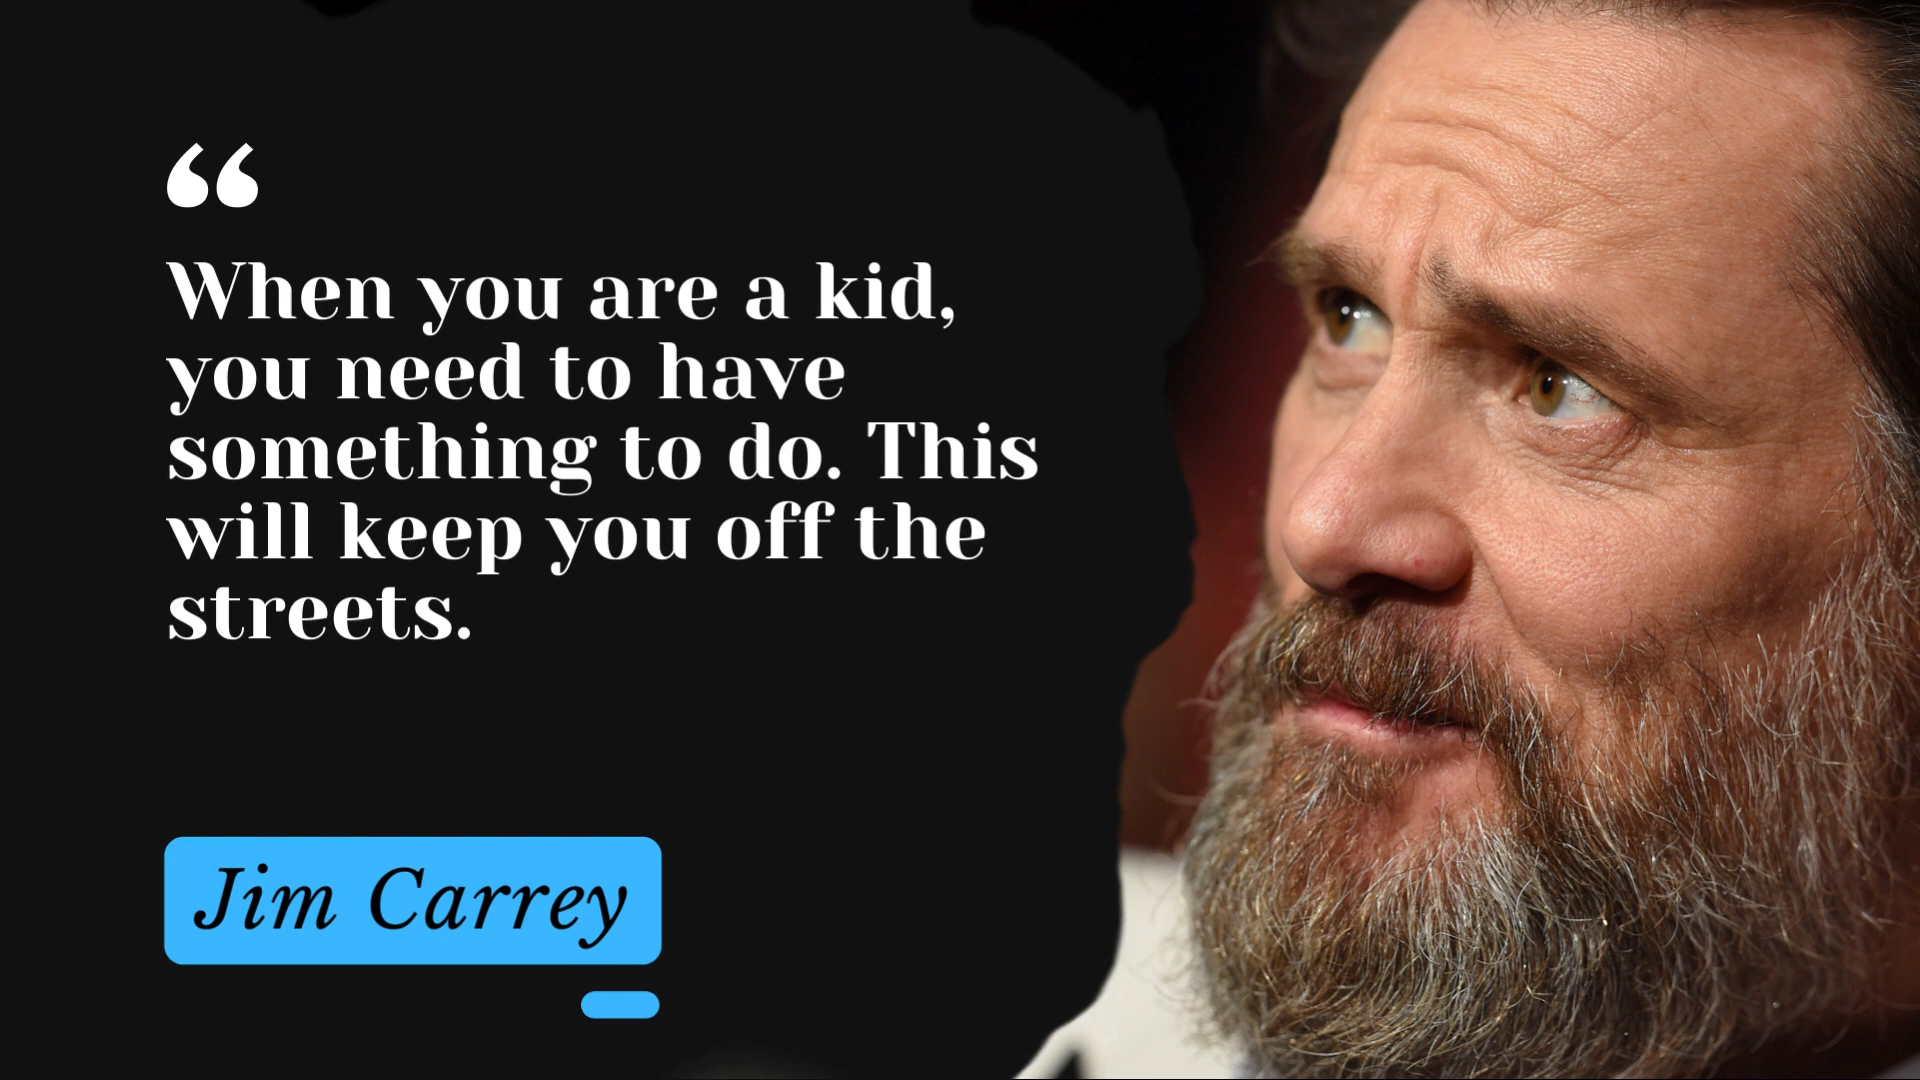 “
When you are a kid,
you need to have
something to do. This
will keep you off the
streets.
Jim Carrey